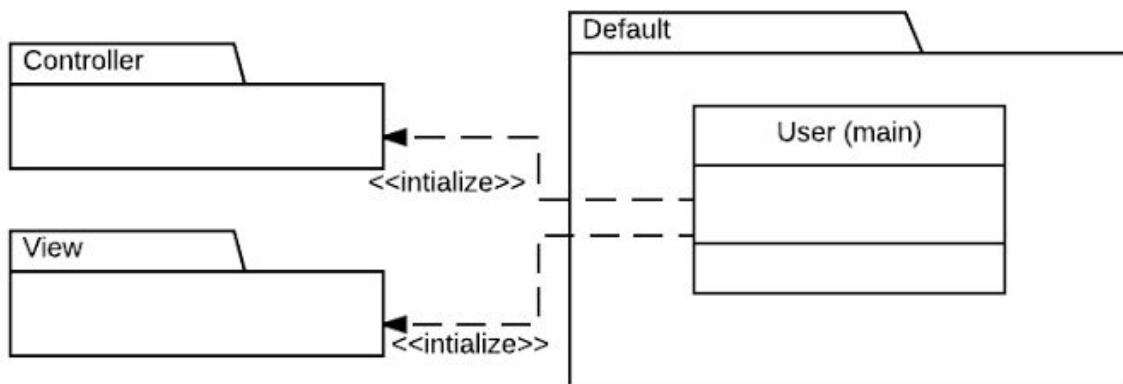 Default
Controller
User (main)
<<intialize>>
View
<<intialize>>